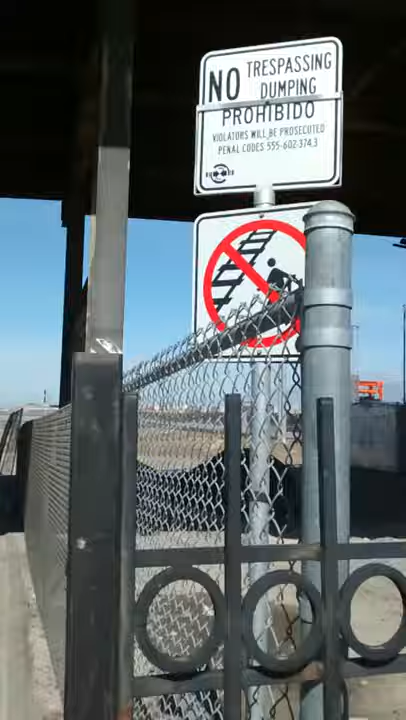 NO TRESPASSING
DUMPING
PROHIBIDO
VIOLATORS WILL BE PROSECUTED
PENAL CODES 555-602-374.3